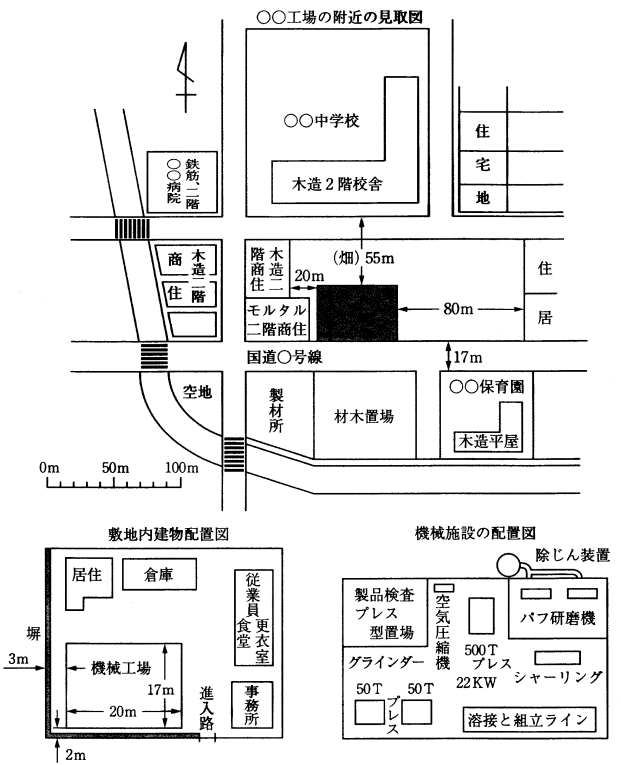 〇〇工場の附近の見取図
〇〇中学校
木造2階校舎
住
宅
地
鉄筋、二階
〇〇病院
商
住
木造二階
木造二
階商住
20m
(畑) 55m
モルタル
二階商住
80m
住
居
国道〇号線
17m
空地
製材所
材木置場
〇〇保育園
木造平屋
0m 50m 100m
敷地内建物配置図
居住
倉庫
従業員
食堂
更衣室
塀
3m
機械工場
17m
20m
進入路
事務所
2m
機械施設の配置図
除じん装置
製品検査
プレス
型置場
空気圧縮機
バフ研磨機
500T
プレス
22KW
シャーリング
グラインダー
50T 50T
プレス
溶接と組立ライン